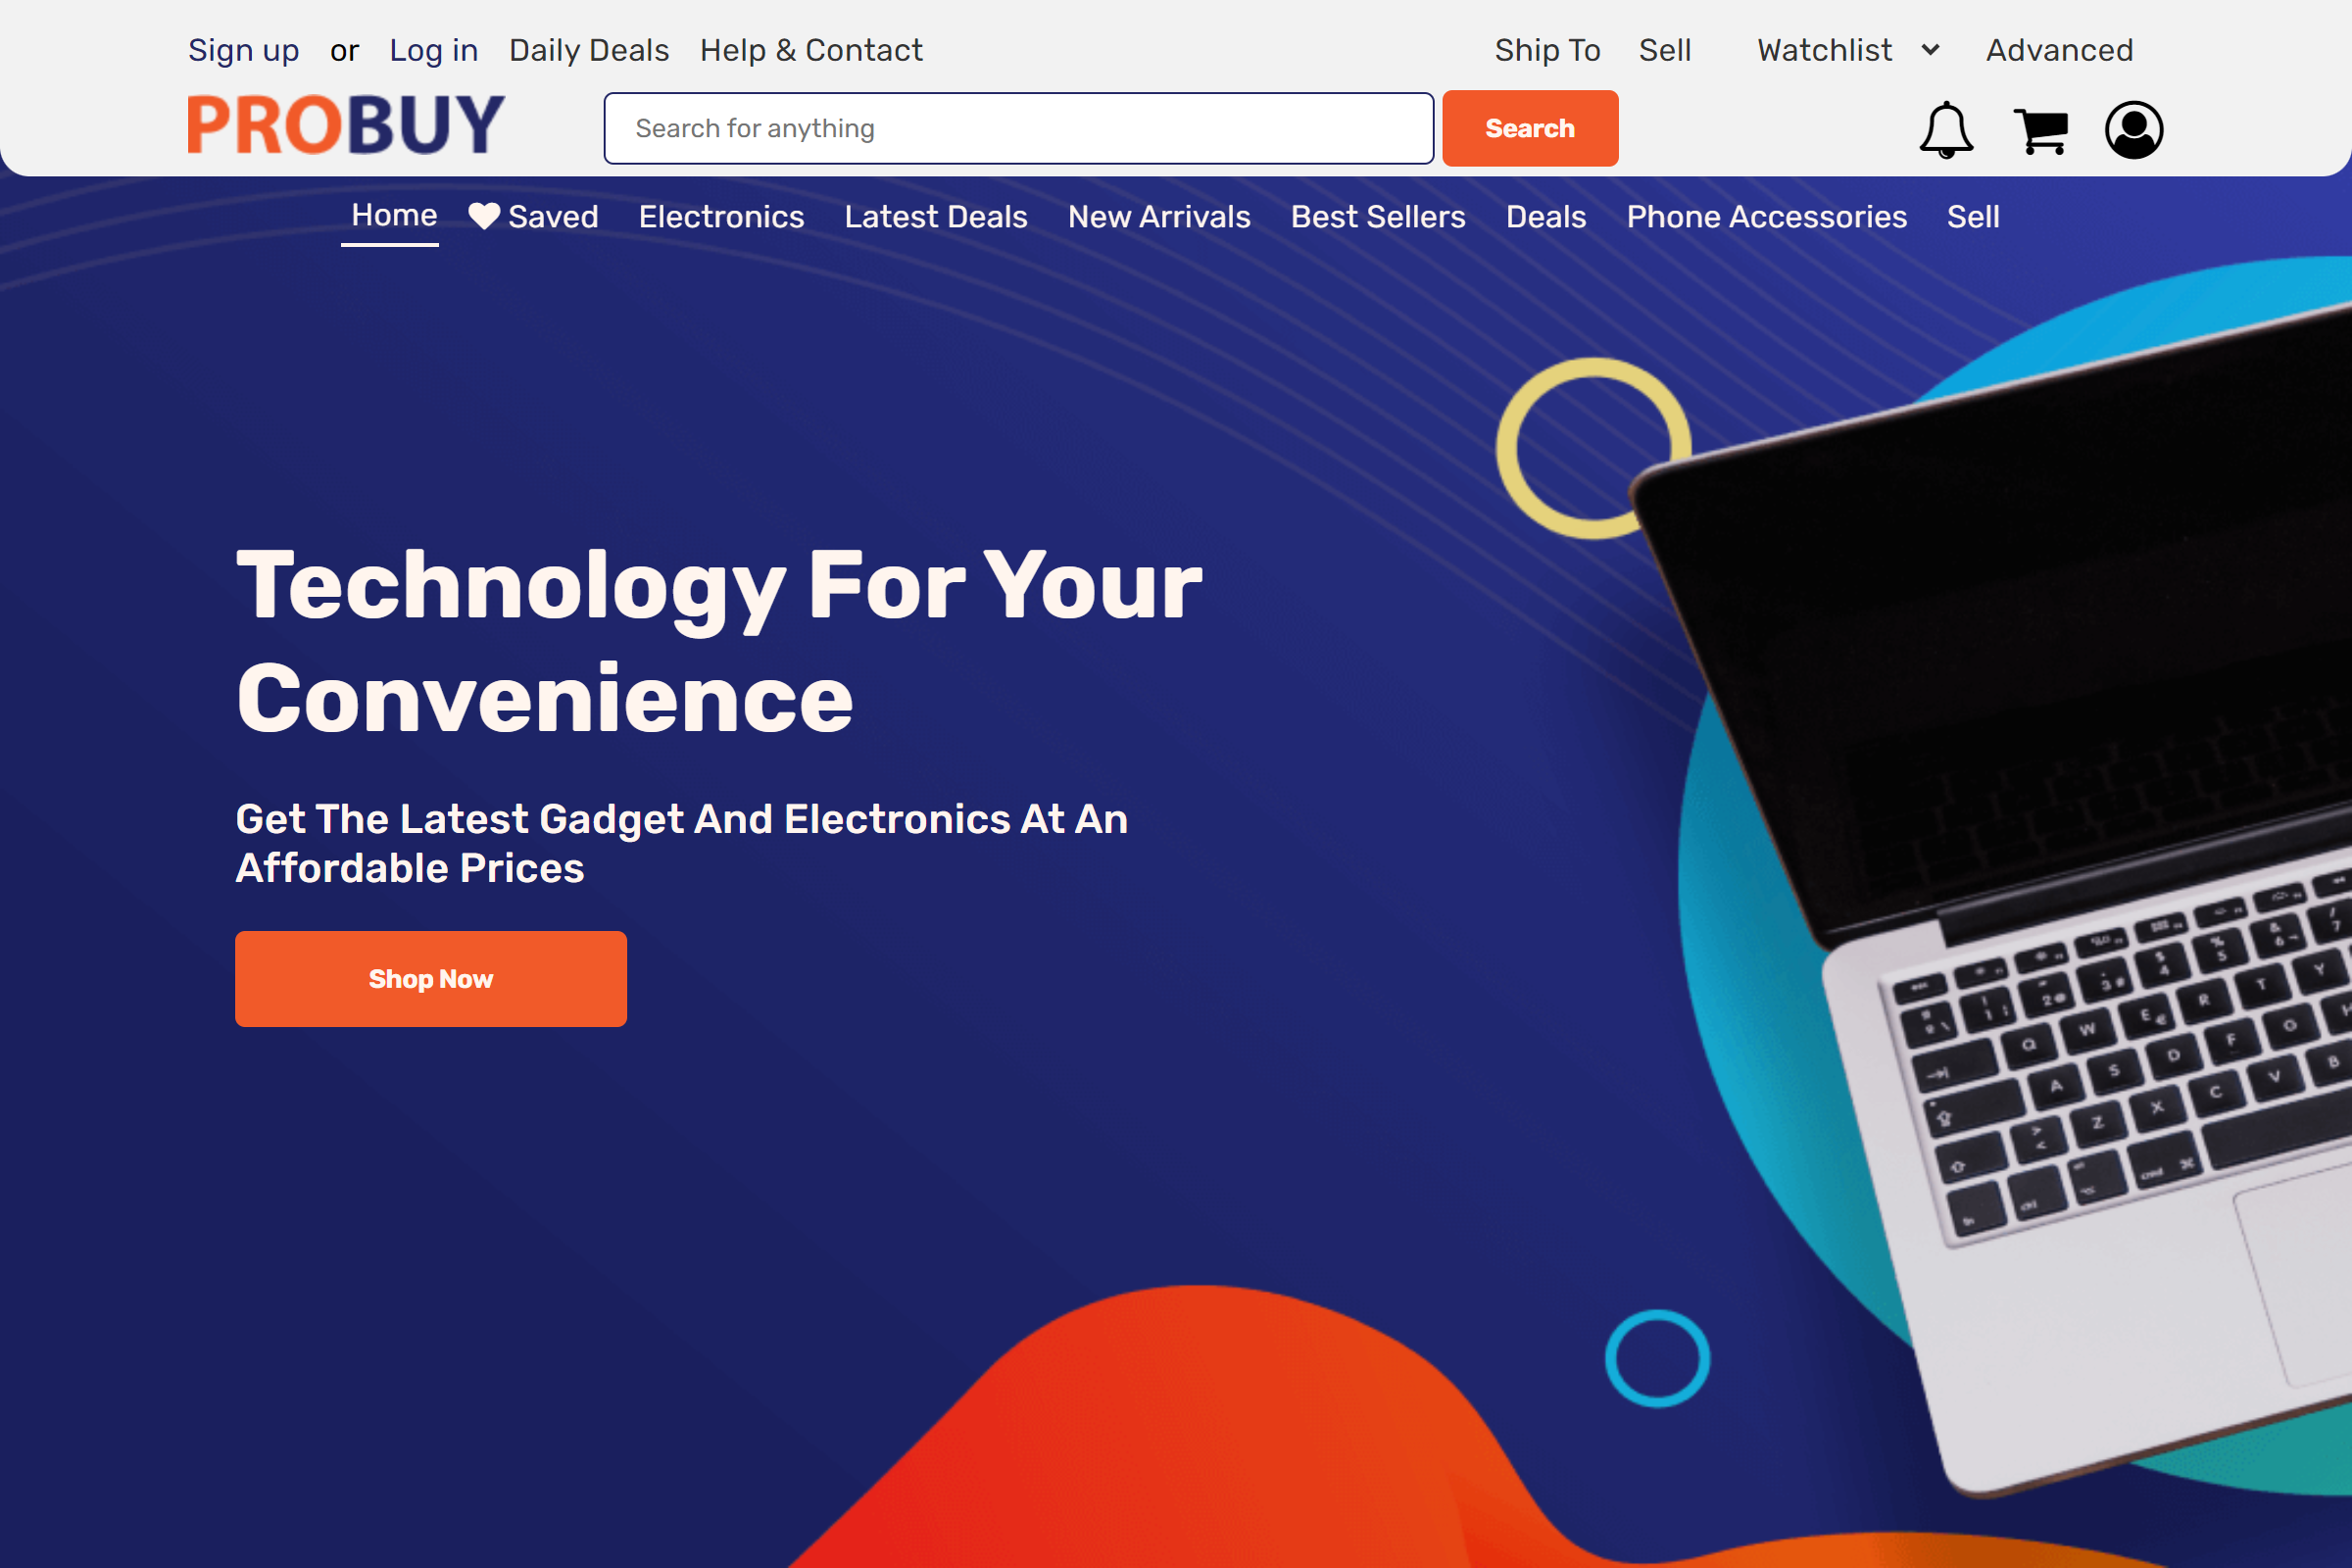 Sign up or Log in Daily Deals Help & Contact Ship To Sell Watchlist Advanced
PROBUY Search for anything Search
Home Saved Electronics Latest Deals New Arrivals Best Sellers Deals Phone Accessories Sell
Technology For Your
Convenience
Get The Latest Gadget And Electronics At An
Affordable Prices
Shop Now
Q W E R T Y
A S D F G H
Z X C V B